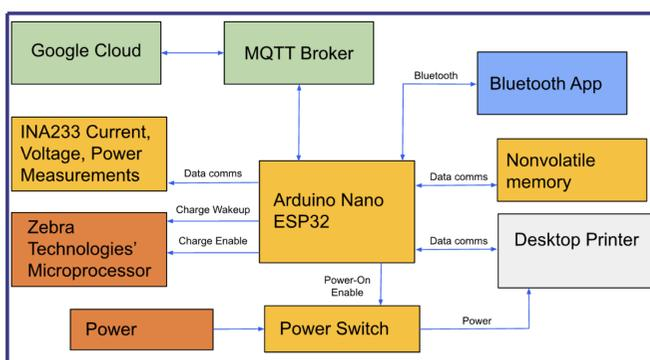 Google Cloud
MQTT Broker
Bluetooth
Bluetooth App
INA233 Current,
Voltage, Power
Measurements
Data comms
Arduino Nano
ESP32
Data comms
Nonvolatile
memory
Charge Wakeup
Zebra
Technologies'
Microprocessor
Charge Enable
Data comms
Desktop Printer
Power-On
Enable
Power
Power Switch
Power